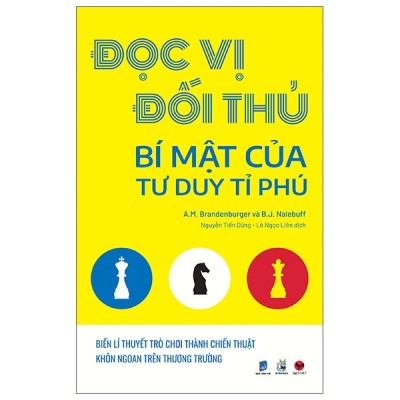 ĐỌC VỊ
ĐỐI THỦ
BÍ MẬT CỦA
TƯ DUY TỈ PHÚ
A.M. Brandenburger và B.J. Nalebuff
Nguyễn Tiến Dũng - Lê Ngọc Liên dịch
BIẾN LÍ THUYẾT TRÒ CHƠI THÀNH CHIẾN THUẬT
KHÔN NGOAN TRÊN THƯƠNG TRƯỜNG